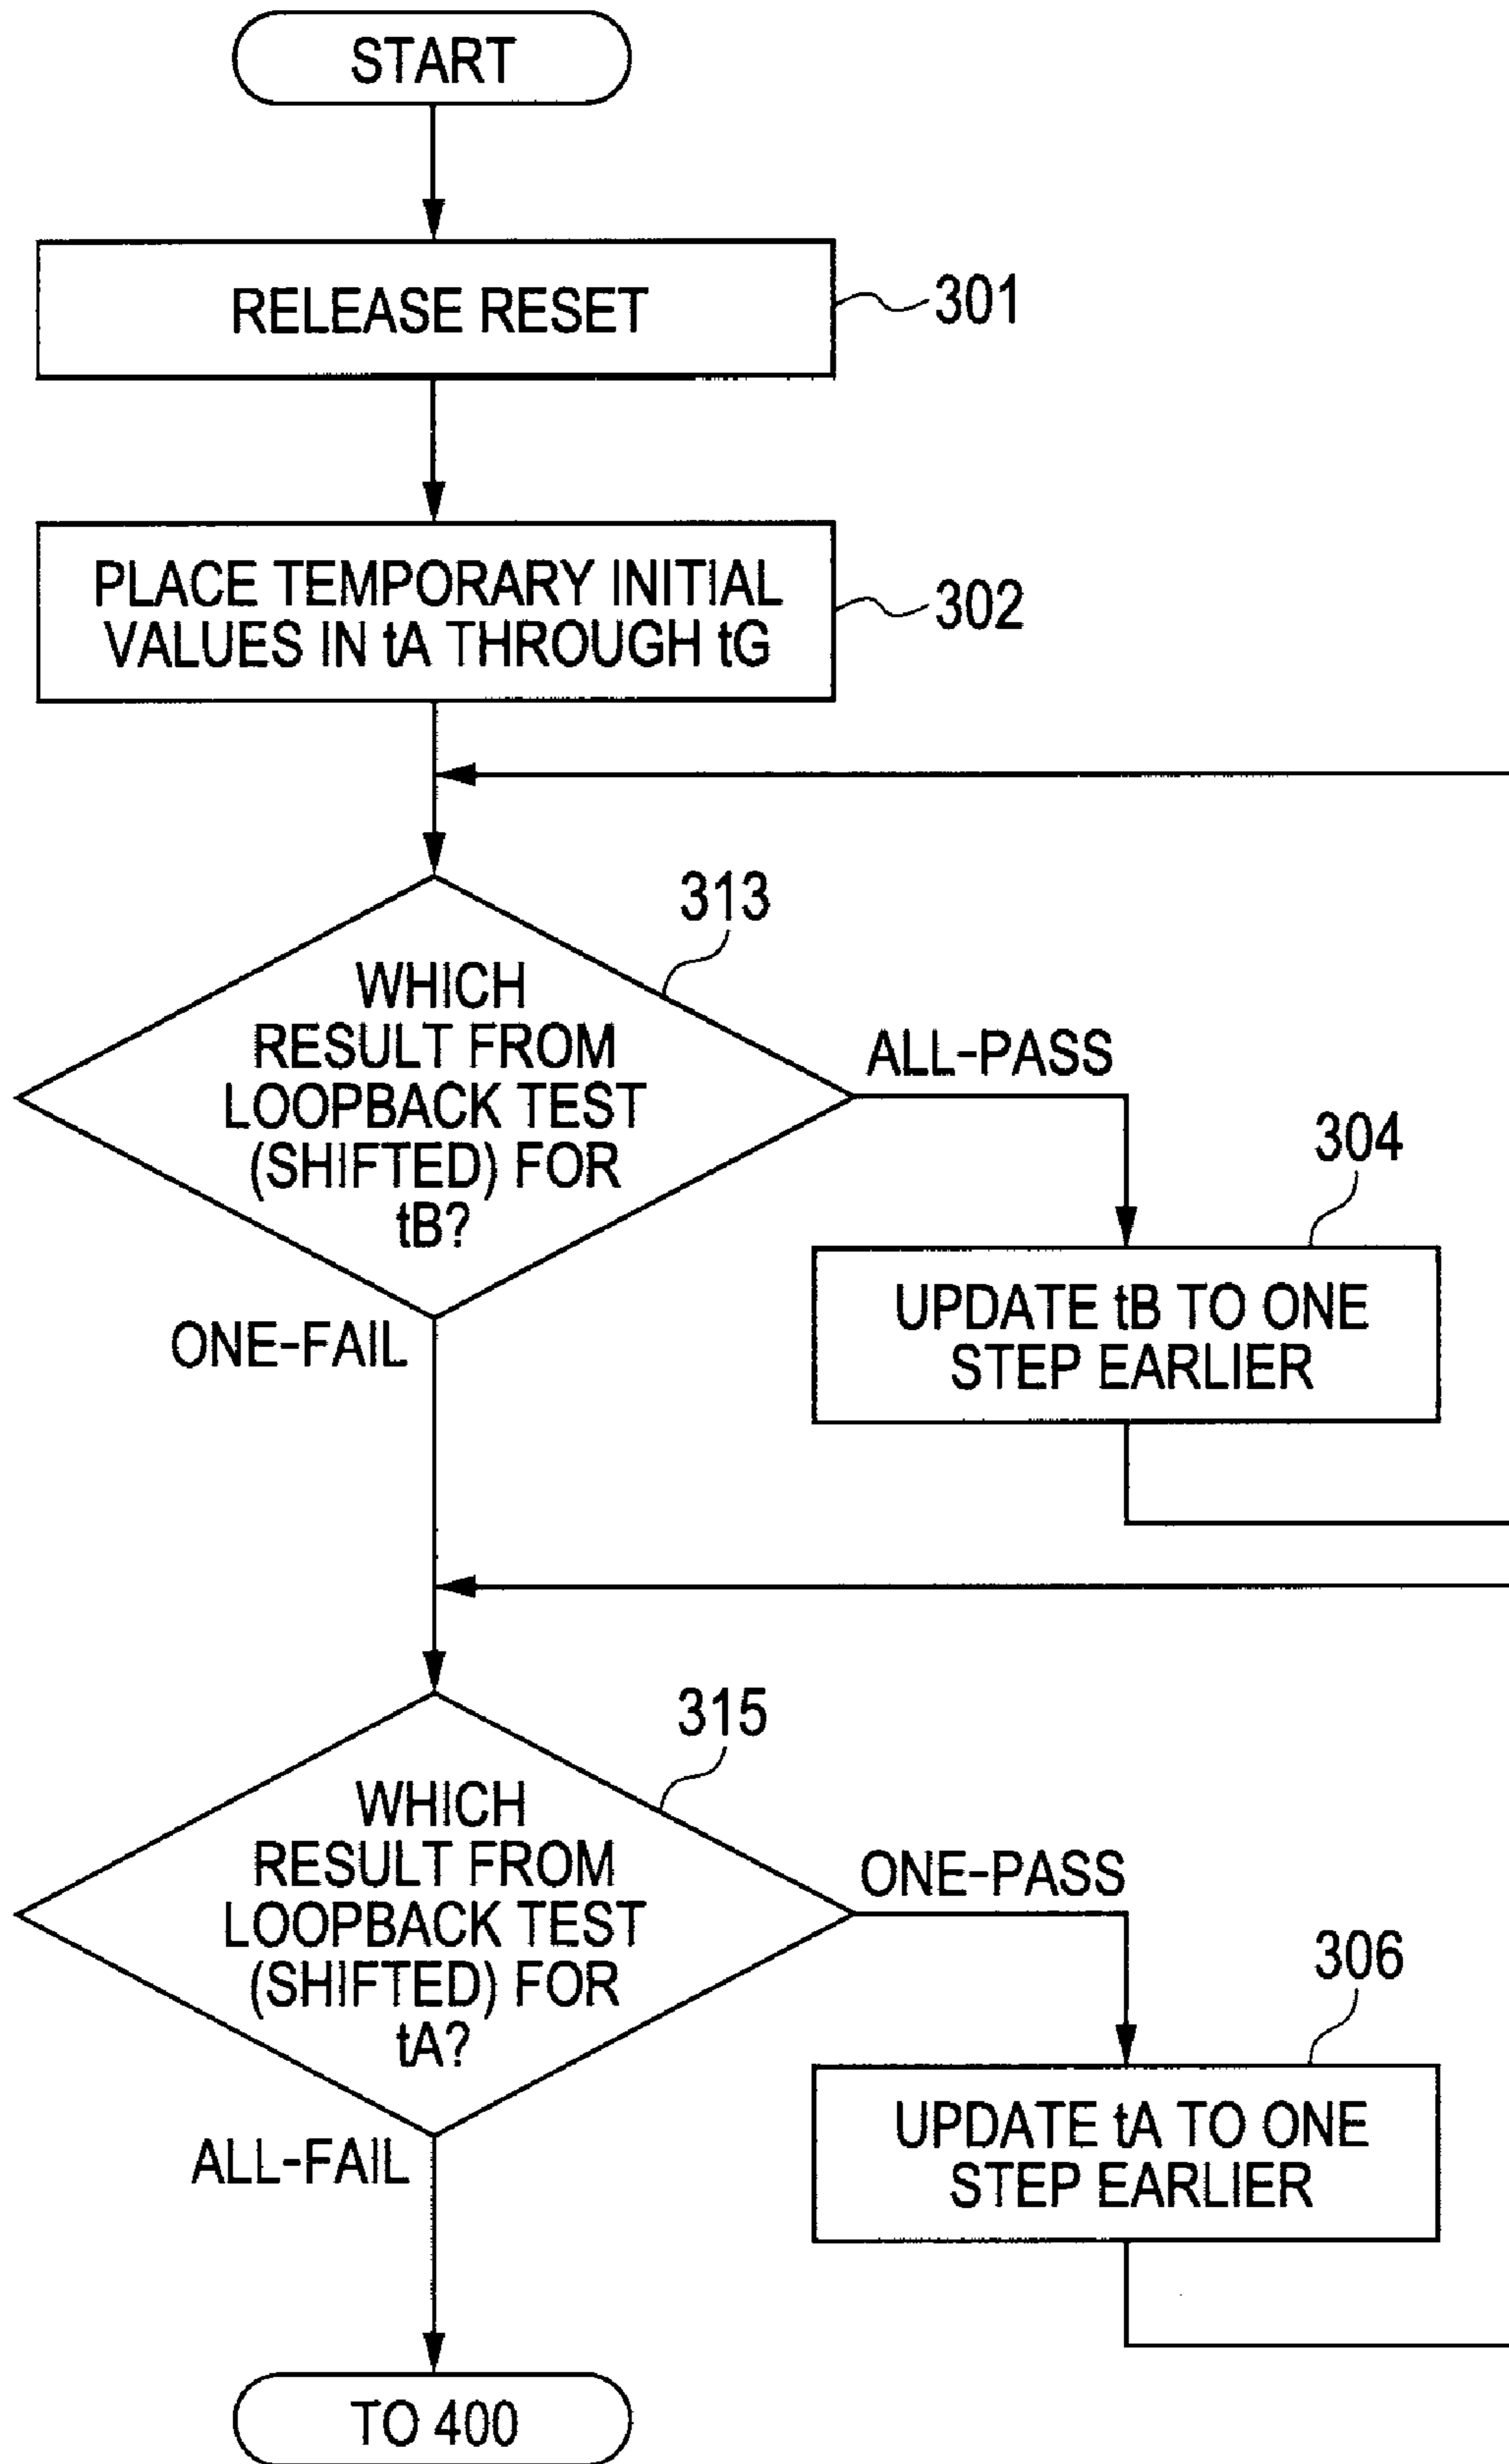 START
RELEASE RESET
301
PLACE TEMPORARY INITIAL
VALUES IN tA THROUGH tG
302
313
WHICH
RESULT FROM
LOOPBACK TEST
(SHIFTED) FOR
tB?
ALL-PASS
304
UPDATE tB TO ONE
STEP EARLIER
ONE-FAIL
315
WHICH
RESULT FROM
LOOPBACK TEST
(SHIFTED) FOR
tA?
ONE-PASS
306
UPDATE tA TO ONE
STEP EARLIER
ALL-FAIL
TO 400